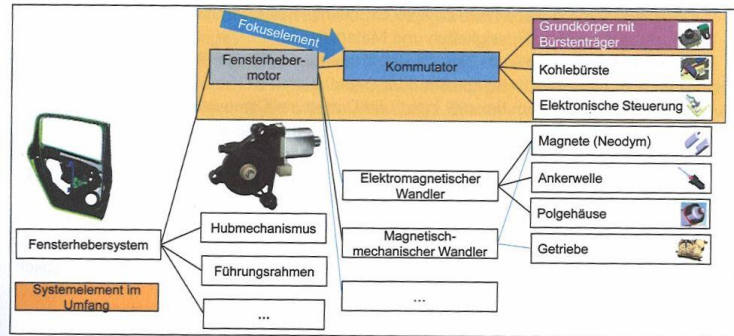 Fokuselement
Grundkörper mit
Bürstenträger
Fensterheber-
motor
Kommutator
Kohlebürste
Elektronische Steuerung
Magnete (Neodym)
Elektromagnetischer
Wandler
Ankerwelle
Polgehäuse
Fensterhebersystem
Hubmechanismus
Magnetisch-
mechanischer Wandler
Getriebe
Führungsrahmen
Systemelement im
Umfang
...
...